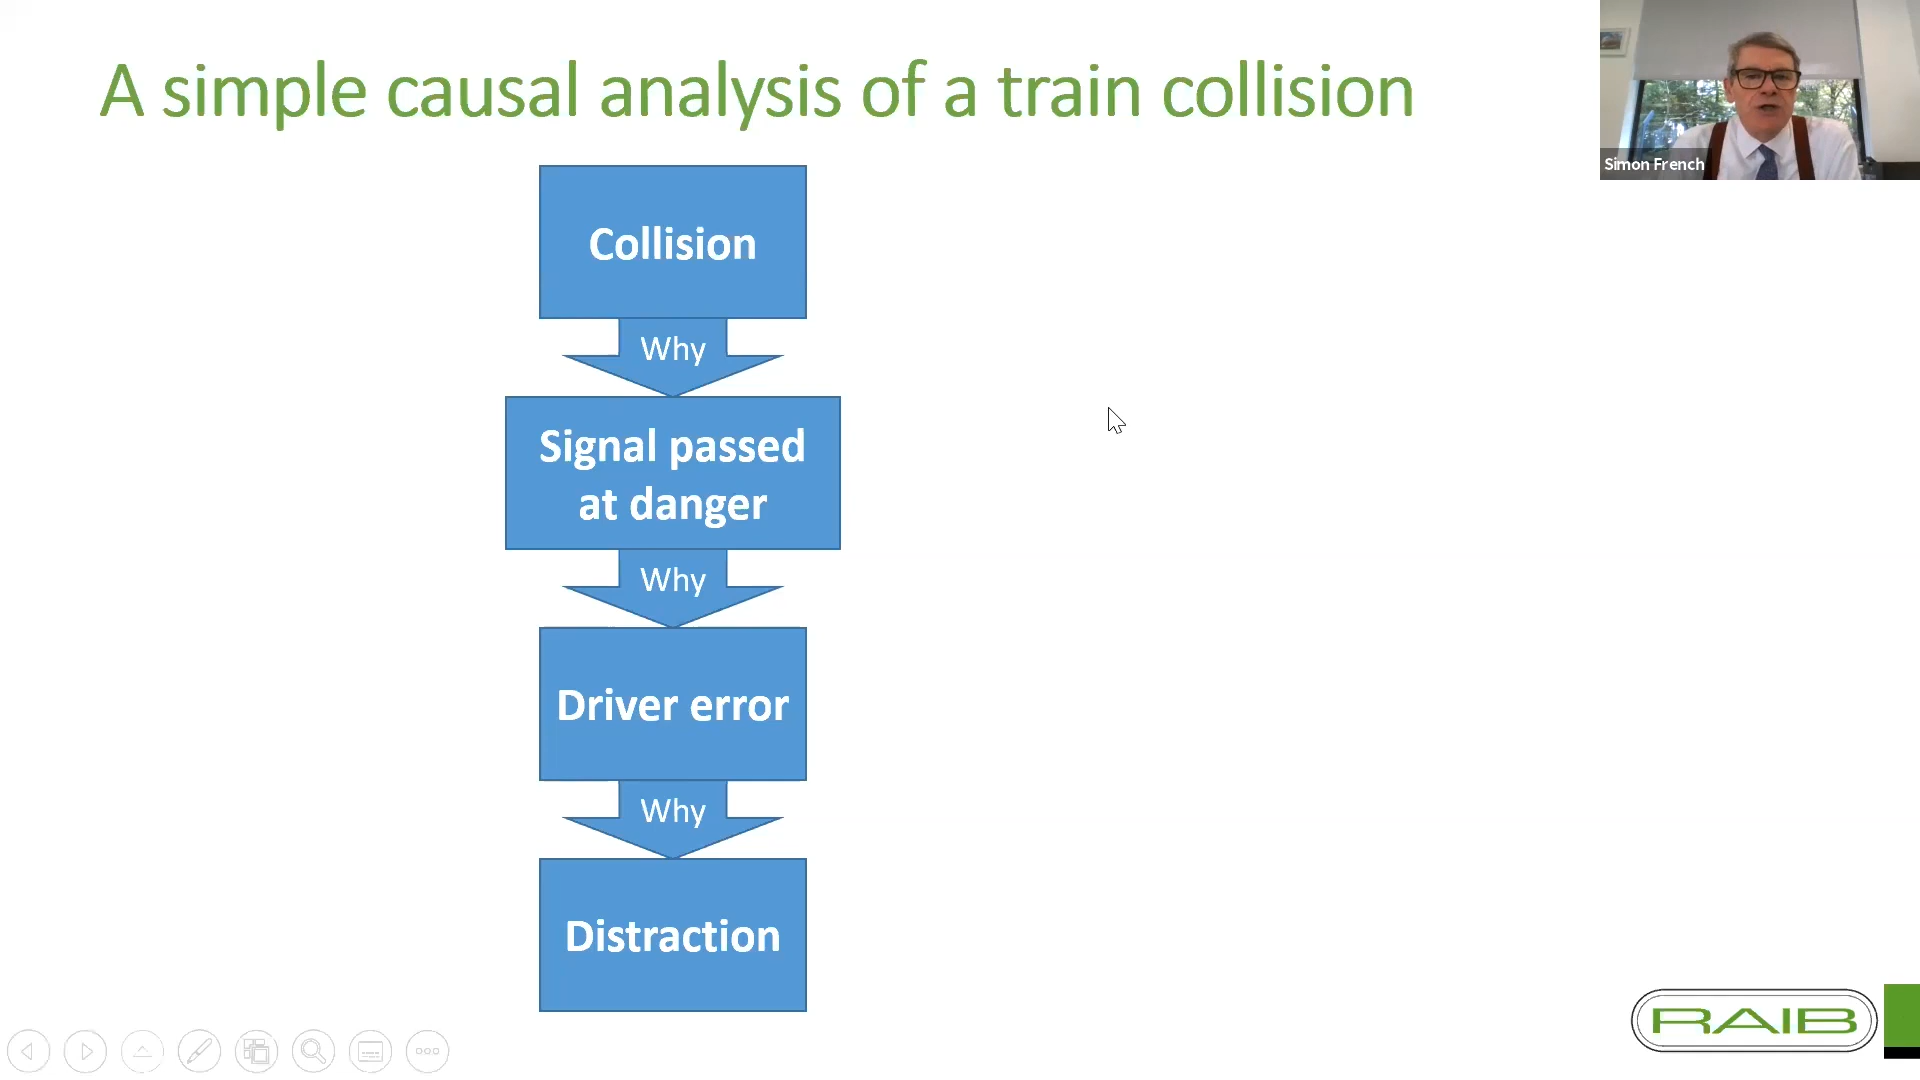 A simple causal analysis of a train collision
Simon French
Collision
Why
Signal passed
at danger
Why
Driver error
Why
Distraction
RAIB